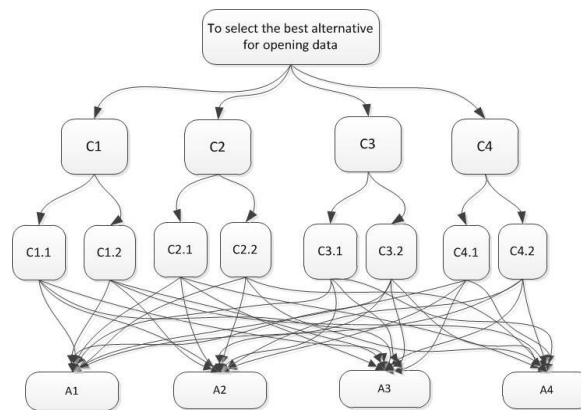 To select the best alternative
for opening data
C1
C2
C3
C4
C1.1
C1.2
C2.1
C2.2
C3.1
C3.2
C4.1
C4.2
A1
A2
A3
A4